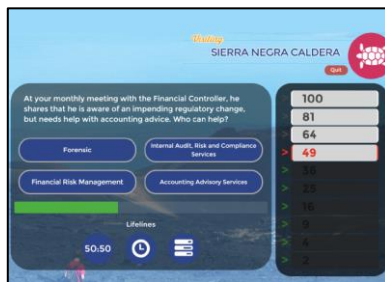 Visiting
SIERRA NEGRA CALDERA
Quit
At your monthly meeting with the Financial Controller, he
shares that he is aware of an impending regulatory change,
but needs help with accounting advice. Who can help?
Forensic
Internal Audit, Risk and Compliance
Services
Financial Risk Management
Accounting Advisory Services
Lifelines
50:50
100
81
64
49
36
25
16
9
4
2